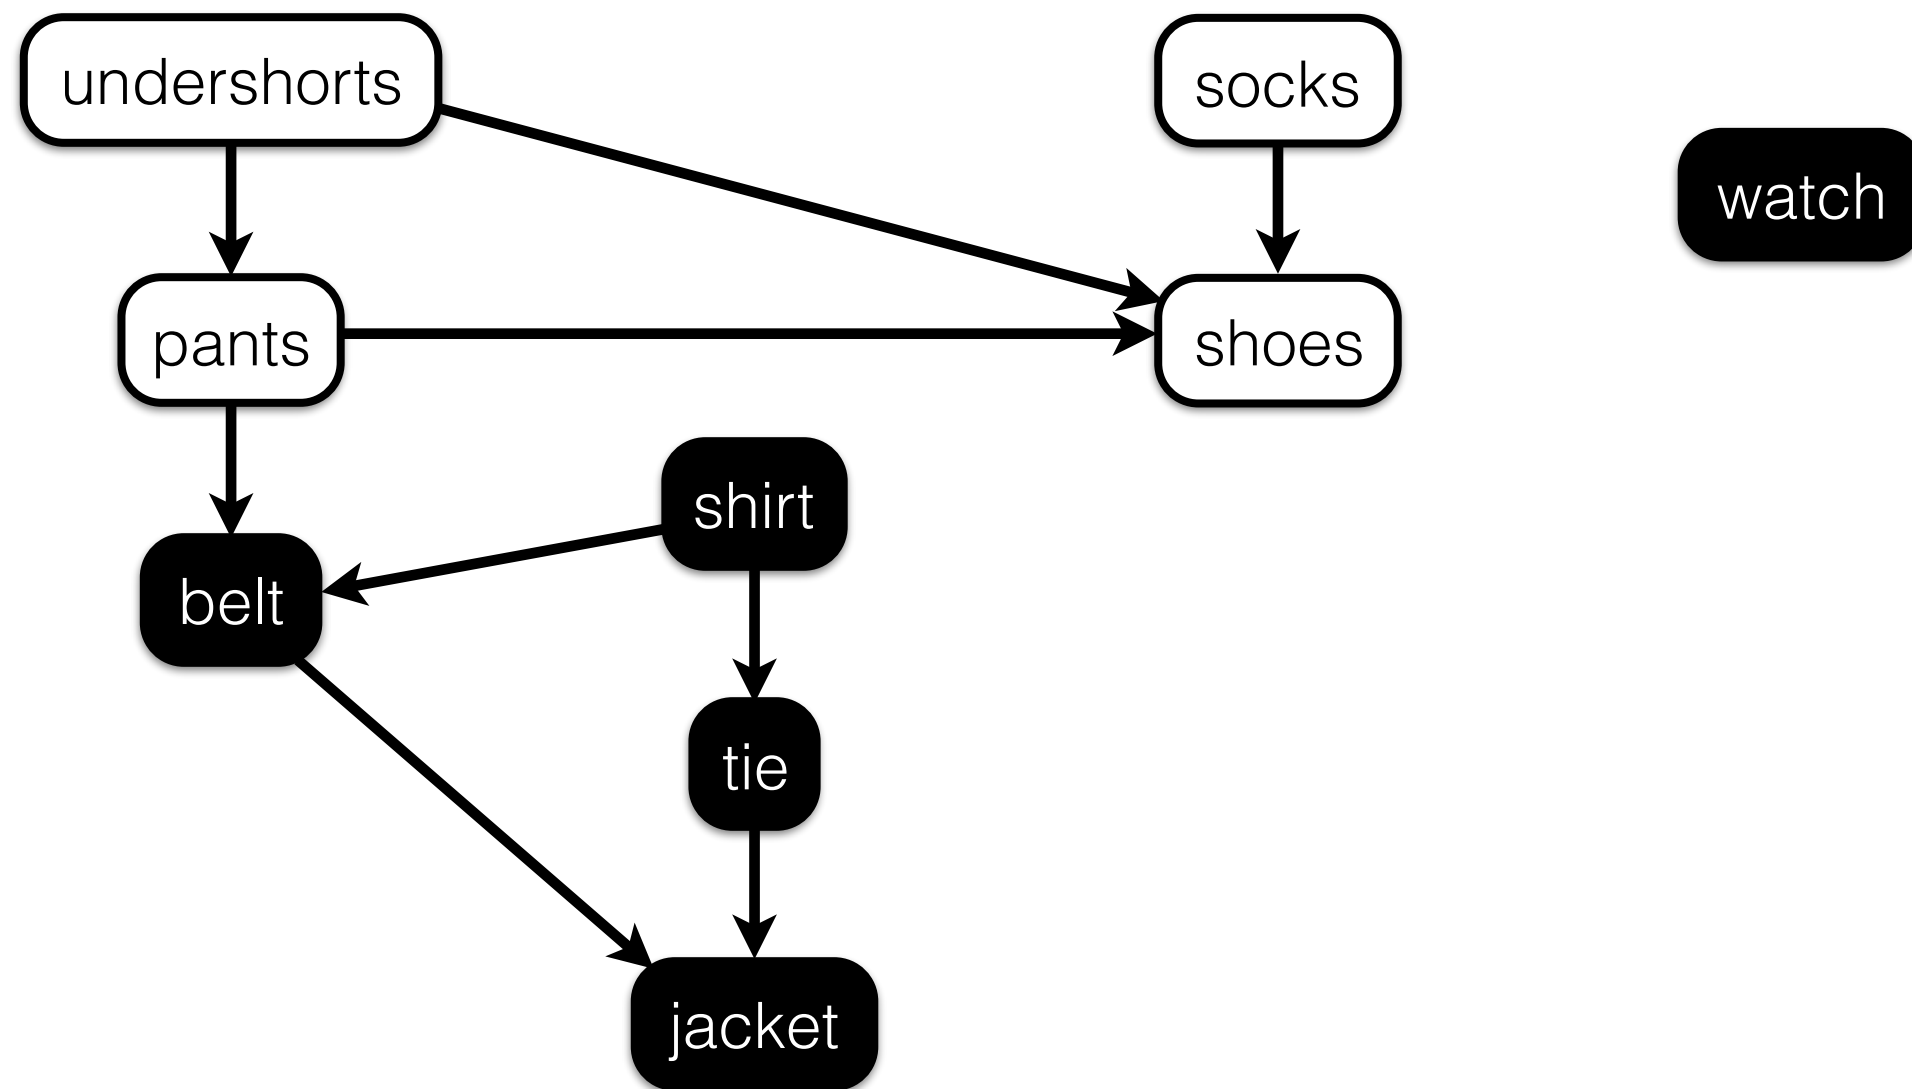 undershorts
socks
watch
pants
shoes
shirt
belt
tie
jacket